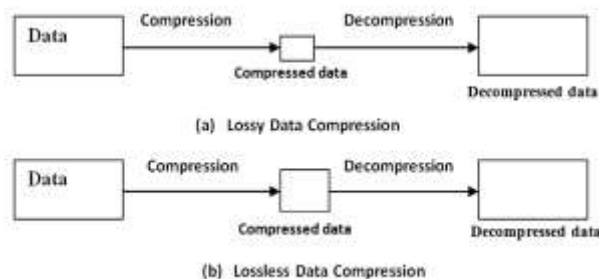 Data
Compression
Decompression
Compressed data
Decompressed data
(a) Lossy Data Compression
Data
Compression
Decompression
Compressed data
Decompressed data
(b) Lossless Data Compression